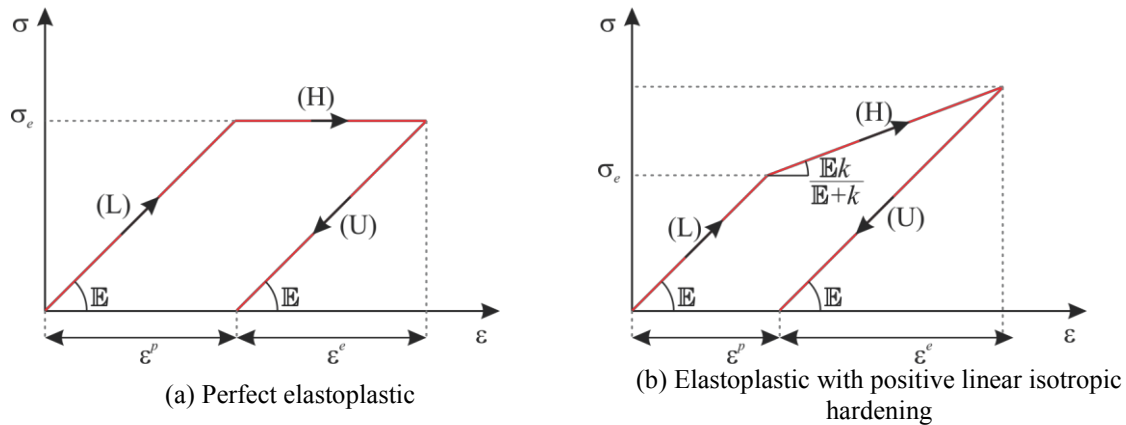 σ
σₑ
(H)
(L)
(U)
𝔼
𝔼
ε
εᵖ
εᵉ
(a) Perfect elastoplastic
σ
σₑ
(H)
𝔼k
𝔼+k
(L)
(U)
𝔼
𝔼
ε
εᵖ
εᵉ
(b) Elastoplastic with positive linear isotropic
hardening